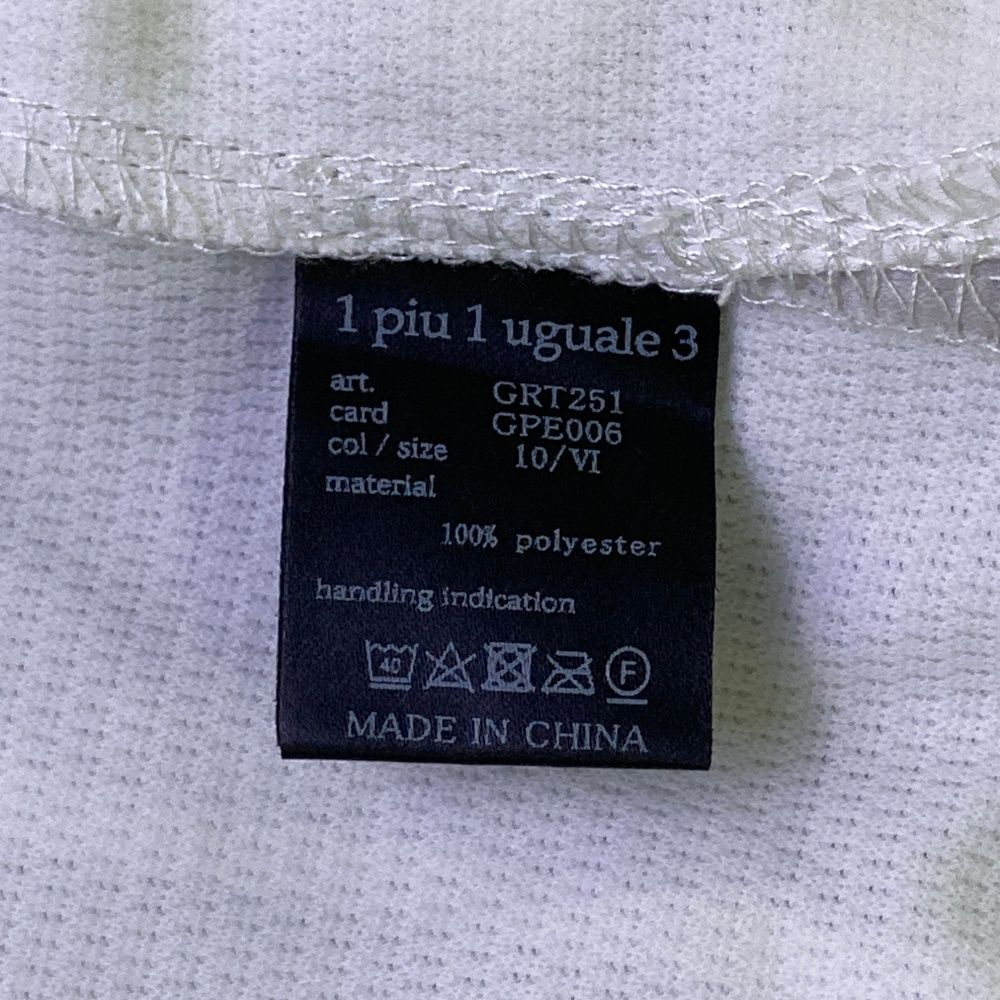 1 piu 1 uguale 3
art. GRT251
card GPE006
col / size 10/VI
material
100% polyester
handling indication
40 F
MADE IN CHINA